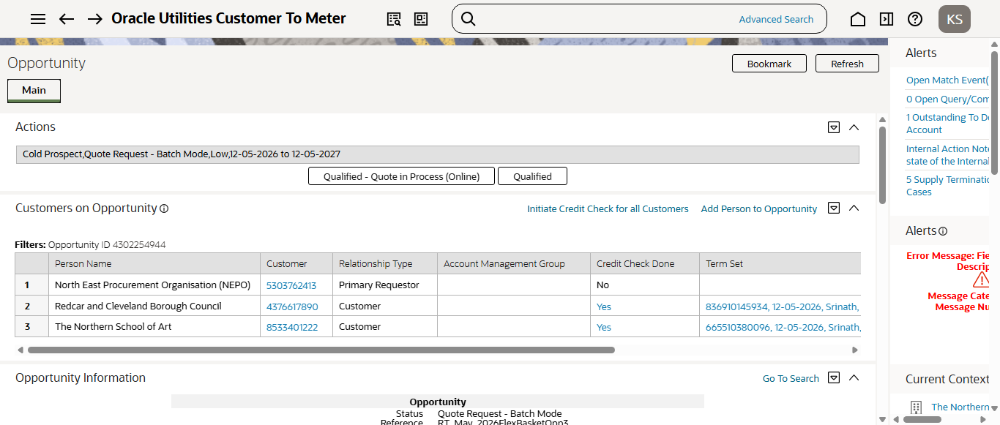 Oracle Utilities Customer To Meter
Advanced Search
KS
Opportunity
Bookmark
Refresh
Main
Actions
Cold Prospect,Quote Request - Batch Mode,Low,12-05-2026 to 12-05-2027
Qualified - Quote in Process (Online)
Qualified
Customers on Opportunity
Initiate Credit Check for all Customers
Add Person to Opportunity
Filters: Opportunity ID 4302254944
Person Name Customer Relationship Type Account Management Group Credit Check Done Term Set
1 North East Procurement Organisation (NEPO) 5303762413 Primary Requestor No
2 Redcar and Cleveland Borough Council 4376617890 Customer Yes 836910145934, 12-05-2026, Srinath,
3 The Northern School of Art 8533401222 Customer Yes 665510380096, 12-05-2026, Srinath,
Opportunity Information
Go To Search
Opportunity
Status Quote Request - Batch Mode
Reference RT_May_2026FlexBasketOpp3
Alerts
Open Match Event(
0 Open Query/Com
1 Outstanding To D
Account
Internal Action Note
state of the Internal
5 Supply Terminatio
Cases
Alerts
Error Message: Fie
Descrip
Message Cate
Message Nu
Current Context
The Northern